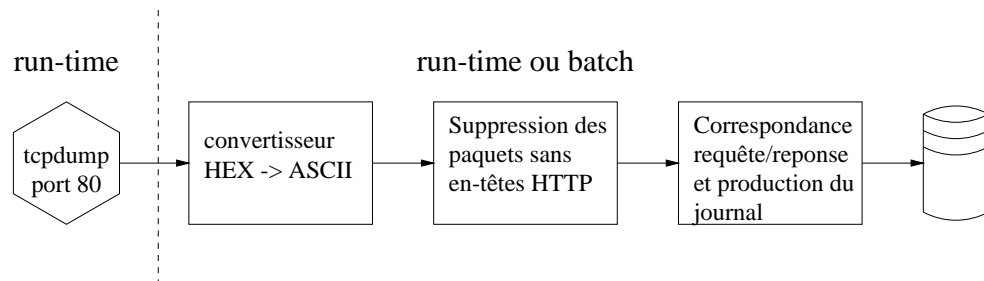 run-time
run-time ou batch
tcpdump
port 80
convertisseur
HEX -> ASCII
Suppression des
paquets sans
en-têtes HTTP
Correspondance
requête/reponse
et production du
journal